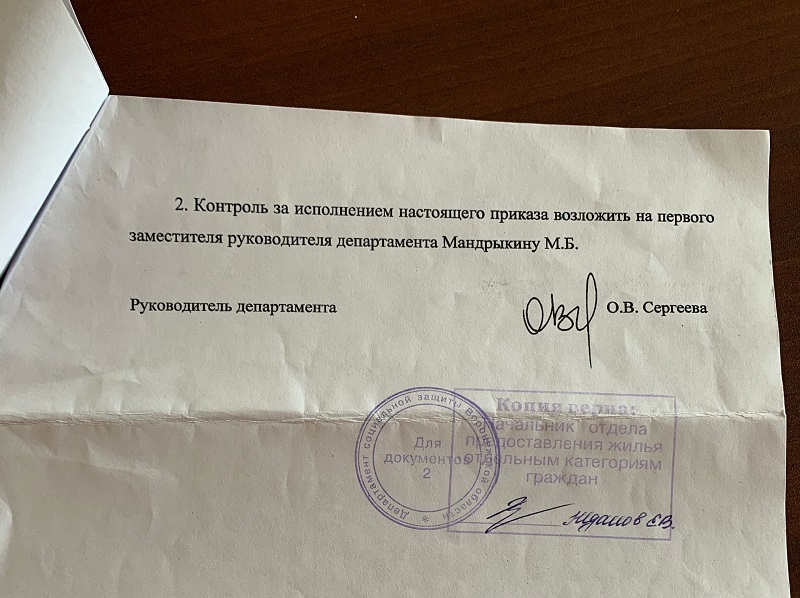 2. Контроль за исполнением настоящего приказа возложить на первого
заместителя руководителя департамента Мандрыкину М.Б.
Руководитель департамента
О.В. Сергеева
Департамент социальной защиты Воронежской области *
Для
документов
2
Копия верна:
Начальник отдела
предоставления жилья
отдельным категориям
граждан